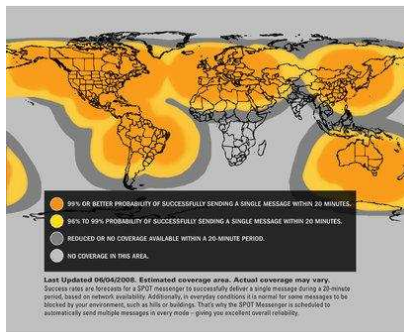 99% OR BETTER PROBABILITY OF SUCCESSFULLY SENDING A SINGLE MESSAGE WITHIN 20 MINUTES.
96% TO 99% PROBABILITY OF SUCCESSFULLY SENDING A SINGLE MESSAGE WITHIN 20 MINUTES.
REDUCED OR NO COVERAGE AVAILABLE WITHIN A 20-MINUTE PERIOD.
NO COVERAGE IN THIS AREA.
Last Updated 06/04/2008. Estimated coverage area. Actual coverage may vary.
Success rates are forecasts for a SPOT messenger to successfully deliver a single message during a 20-minute
period, based on network availability. Additionally, in everyday conditions it is normal for some messages to be
blocked by your environment, such as hills or buildings. That's why the SPOT Messenger is scheduled to
automatically send multiple messages in every mode – giving you excellent overall reliability.